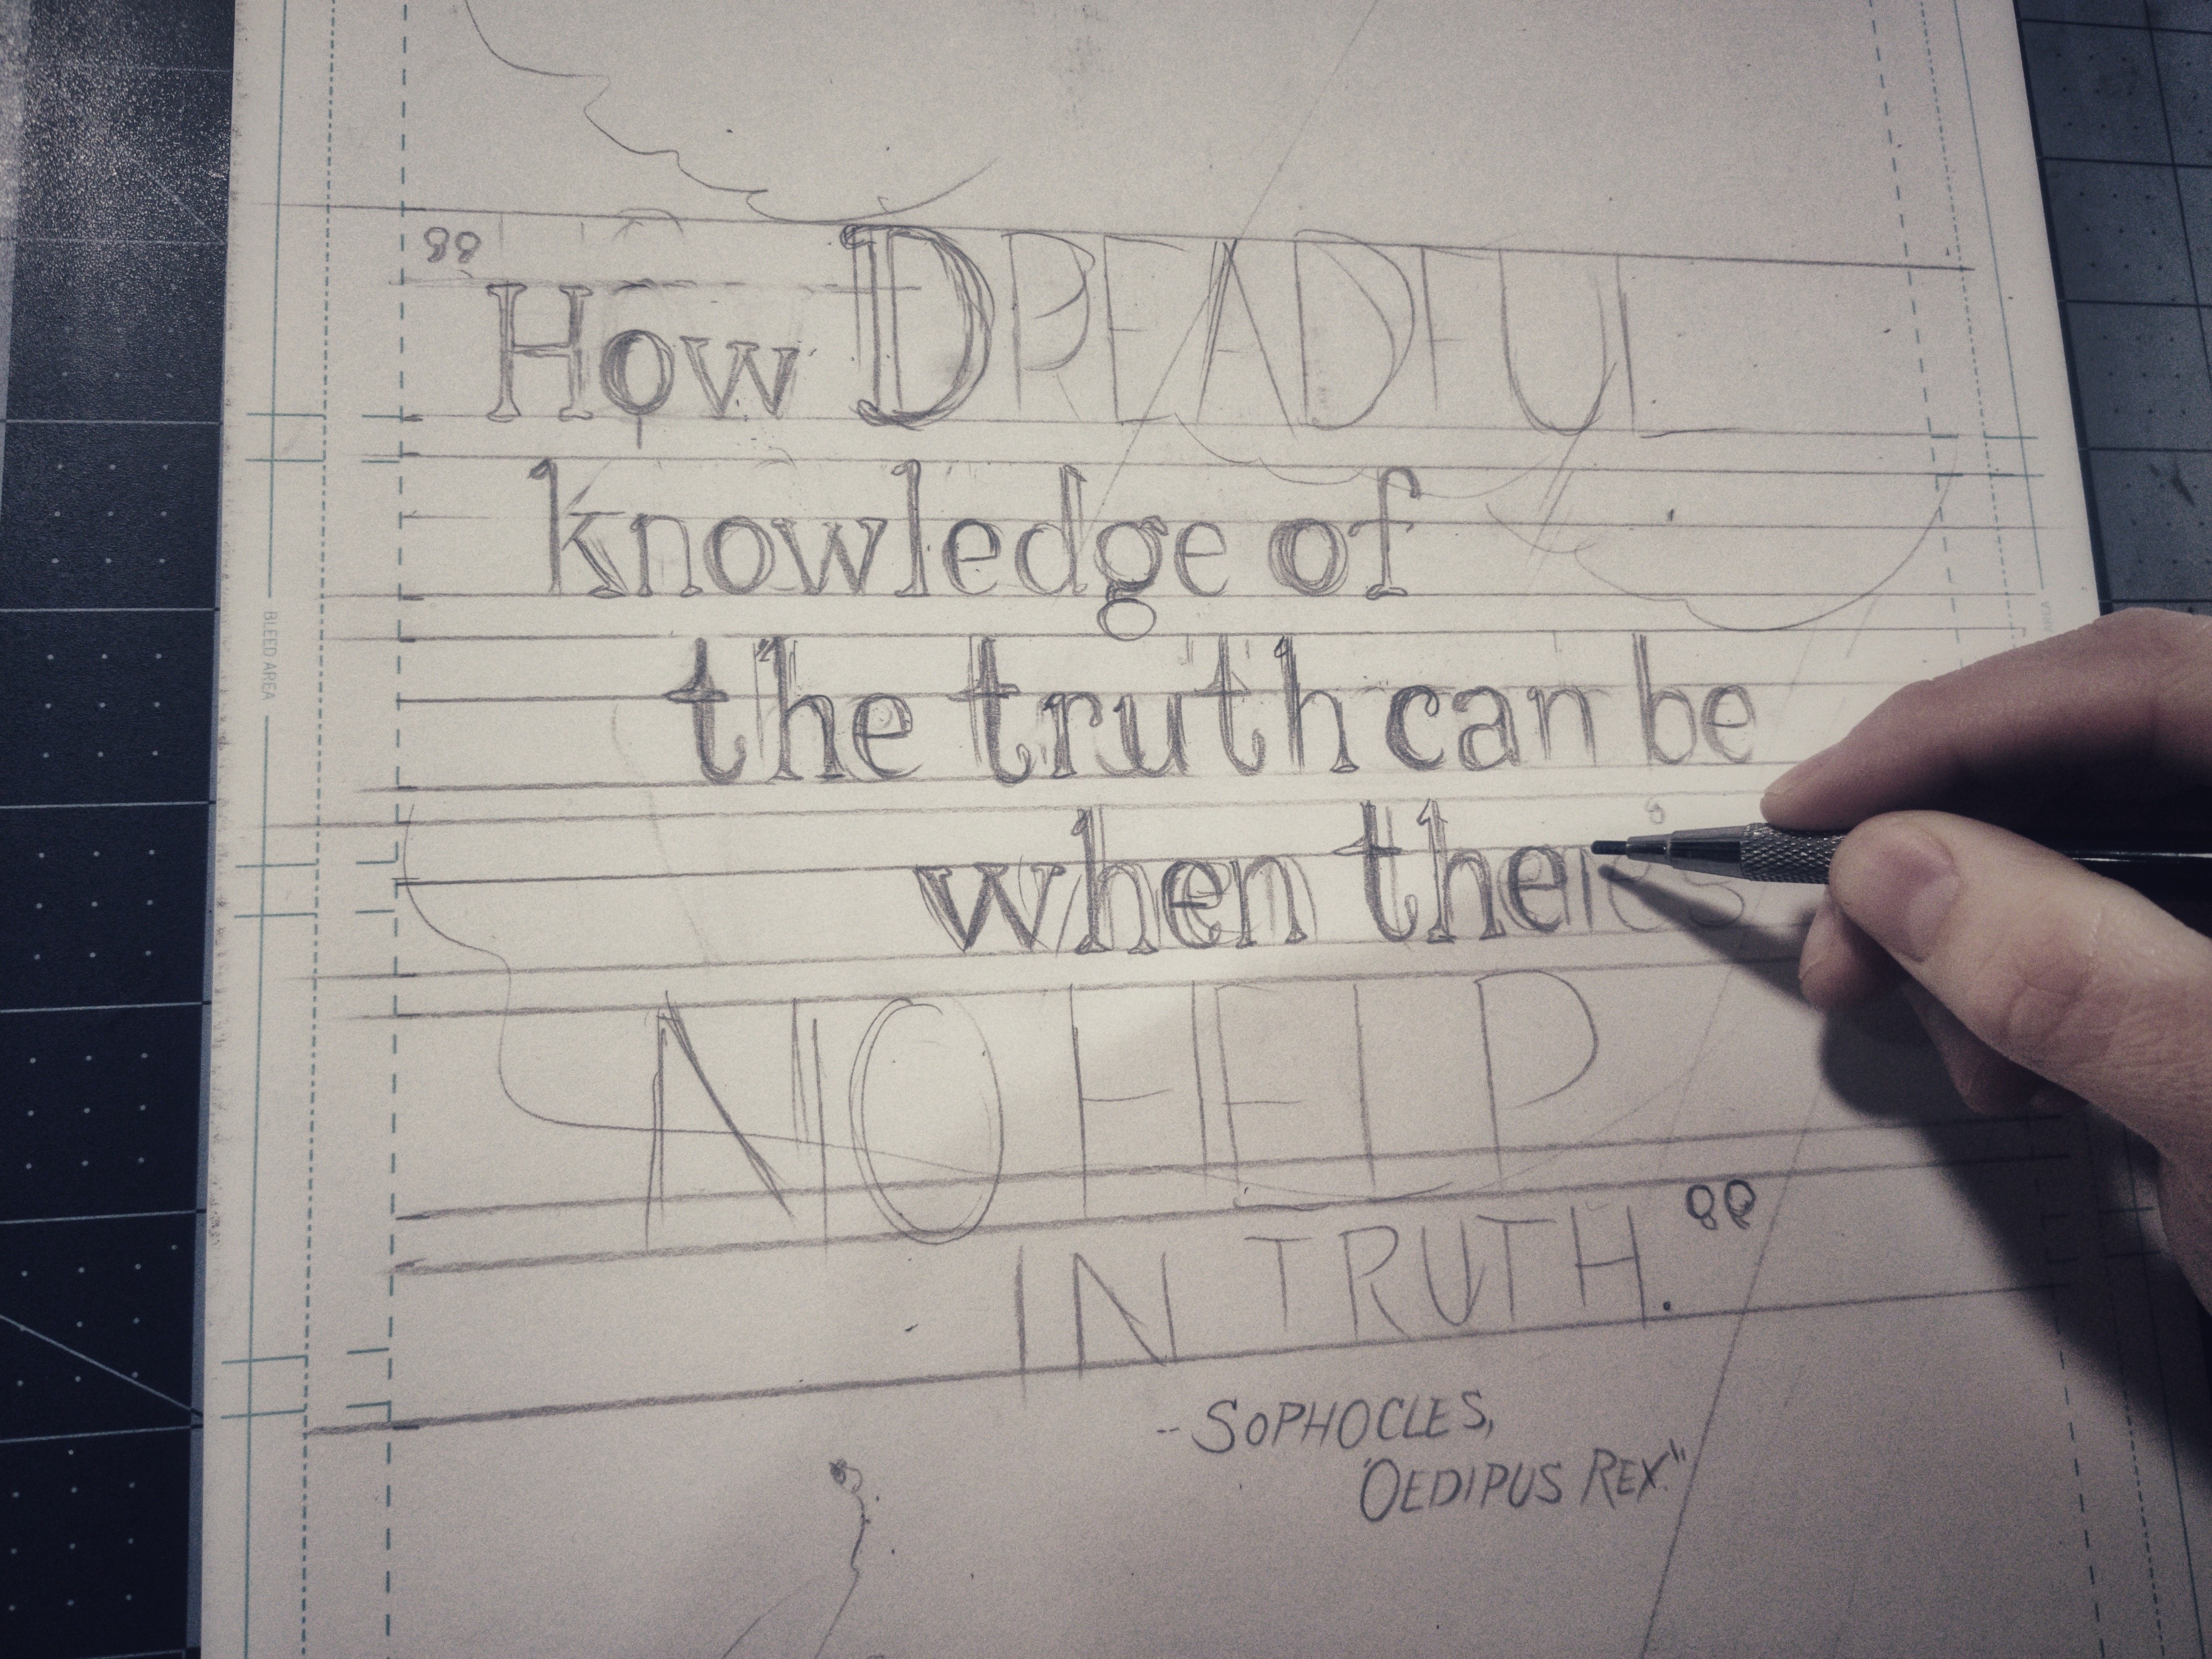 “How DREADFUL
knowledge of
the truth can be
when there's
NO HELP
IN TRUTH.”
--SOPHOCLES,
"OEDIPUS REX."
BLEED AREA